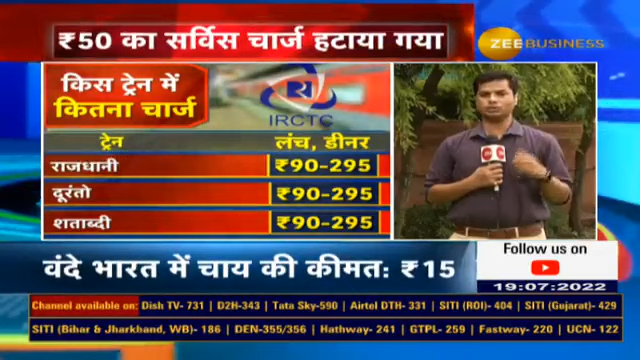 ₹50 का सर्विस चार्ज हटाया गया
ZEE BUSINESS
किस ट्रेन में
कितना चार्ज
IRCTC
ट्रेन लंच, डीनर
राजधानी ₹90-295
दूरंतो ₹90-295
शताब्दी ₹90-295
वंदे भारत में चाय की कीमत: ₹15
Follow us on
19:07:2022
Channel available on: Dish TV- 731 | D2H-343 | Tata Sky-590 | Airtel DTH- 331 | SITI (ROI)- 404 | SITI (Gujarat)- 429
SITI (Bihar & Jharkhand, WB)- 186 | DEN-355/356 | Hathway- 241 | GTPL- 259 | Fastway- 220 | UCN- 122